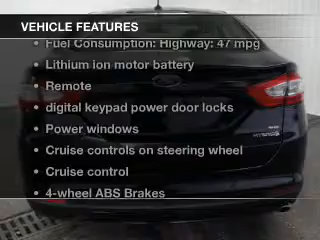 VEHICLE FEATURES
• Fuel Consumption: Highway: 47 mpg
• Lithium ion motor battery
• Remote
• digital keypad power door locks
• Power windows
• Cruise controls on steering wheel
• Cruise control
• 4-wheel ABS Brakes